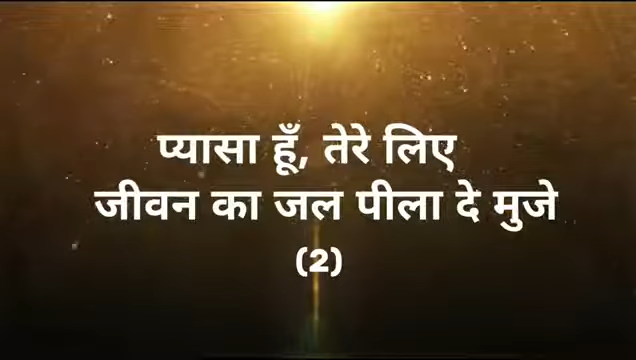 प्यासा हूँ, तेरे लिए
जीवन का जल पीला दे मुजे
(2)